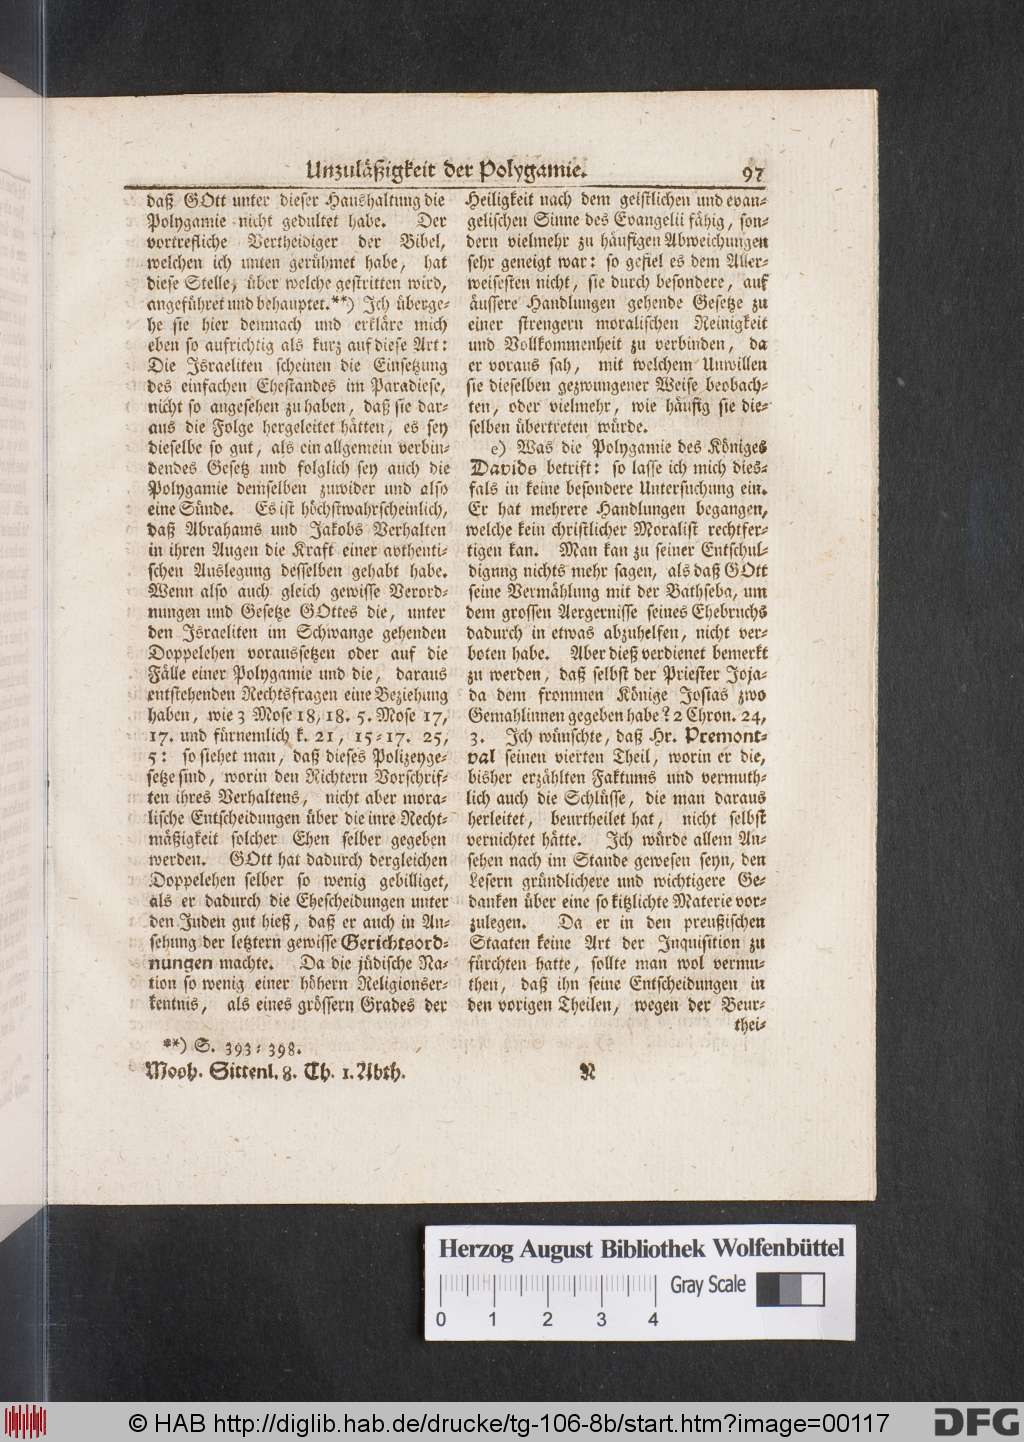 Unzuläßigkeit der Polygamie. 97
daß GOtt unter dieser Haushaltung die
Polygamie nicht gedultet habe. Der
vortrefliche Vertheidiger der Bibel,
welchen ich unten gerühmet habe, hat
diese Stelle, über welche gestritten wird,
angeführet und behauptet.**) Ich überge-
he sie hier demnach und erkläre mich
eben so aufrichtig als kurz auf diese Art:
Die Israeliten scheinen die Einsetzung
des einfachen Ehestandes im Paradiese,
nicht so angesehen zu haben, daß sie dar-
aus die Folge hergeleitet hätten, es sey
dieselbe so gut, als ein allgemein verbin-
dendes Gesetz und folglich sey auch die
Polygamie demselben zuwider und also
eine Sünde. Es ist höchstwahrscheinlich,
daß Abrahams und Jakobs Verhalten
in ihren Augen die Kraft einer avthenti-
schen Auslegung desselben gehabt habe.
Wenn also auch gleich gewisse Verord-
nungen und Gesetze GOttes die, unter
den Israeliten im Schwange gehenden
Doppelehen voraussetzen oder auf die
Fälle einer Polygamie und die, daraus
entstehenden Rechtsfragen eine Beziehung
haben, wie 3 Mose 18, 18. 5. Mose 17,
17. und fürnemlich k. 21, 15-17. 25,
5: so siehet man, daß dieses Polizeyge-
setze sind, worin den Richtern Vorschrif-
ten ihres Verhaltens, nicht aber mora-
lische Entscheidungen über die inre Recht-
mäßigkeit solcher Ehen selber gegeben
werden. GOtt hat dadurch dergleichen
Doppelehen selber so wenig gebilliget,
als er dadurch die Ehescheidungen unter
den Juden gut hieß, daß er auch in An-
sehung der letztern gewisse Gerichtsord-
nungen machte. Da die jüdische Na-
tion so wenig einer höhern Religionser-
kentnis, als eines grössern Grades der
Heiligkeit nach dem geistlichen und evan-
gelischen Sinne des Evangelii fähig, son-
dern vielmehr zu häufigen Abweichungen
sehr geneigt war: so gefiel es dem Aller-
weisesten nicht, sie durch besondere, auf
äussere Handlungen gehende Gesetze zu
einer strengern moralischen Reinigkeit
und Vollkommenheit zu verbinden, da
er voraus sah, mit welchem Unwillen
sie dieselben gezwungener Weise beobach-
ten, oder vielmehr, wie häufig sie die-
selben übertreten würde.
e) Was die Polygamie des Königes
Davids betrift: so lasse ich mich dies-
fals in keine besondere Untersuchung ein.
Er hat mehrere Handlungen begangen,
welche kein christlicher Moralist rechtfer-
tigen kan. Man kan zu seiner Entschul-
digung nichts mehr sagen, als daß GOtt
seine Vermählung mit der Bathseba, um
dem grossen Aergernisse seines Ehebruchs
dadurch in etwas abzuhelfen, nicht ver-
boten habe. Aber dieß verdienet bemerkt
zu werden, daß selbst der Priester Joja-
da dem frommen Könige Josias zwo
Gemahlinnen gegeben habe? 2 Chron. 24,
3. Ich wünschte, daß Hr. Premont-
val seinen vierten Theil, worin er die,
bisher erzählten Faktums und vermuth-
lich auch die Schlüsse, die man daraus
herleitet, beurtheilet hat, nicht selbst
vernichtet hätte. Ich würde allem An-
sehen nach im Stande gewesen seyn, den
Lesern gründlichere und wichtigere Ge-
danken über eine so kitzlichte Materie vor-
zulegen. Da er in den preußischen
Staaten keine Art der Inquisition zu
fürchten hatte, sollte man wol vermu-
then, daß ihn seine Entscheidungen in
den vorigen Theilen, wegen der Beur-
thei-
**) S. 393-398.
Mosh. Sittenl. 8. Th. 1. Abth. N
Herzog August Bibliothek Wolfenbüttel
0 1 2 3 4 Gray Scale
© HAB http://diglib.hab.de/drucke/tg-106-8b/start.htm?image=00117
DFG